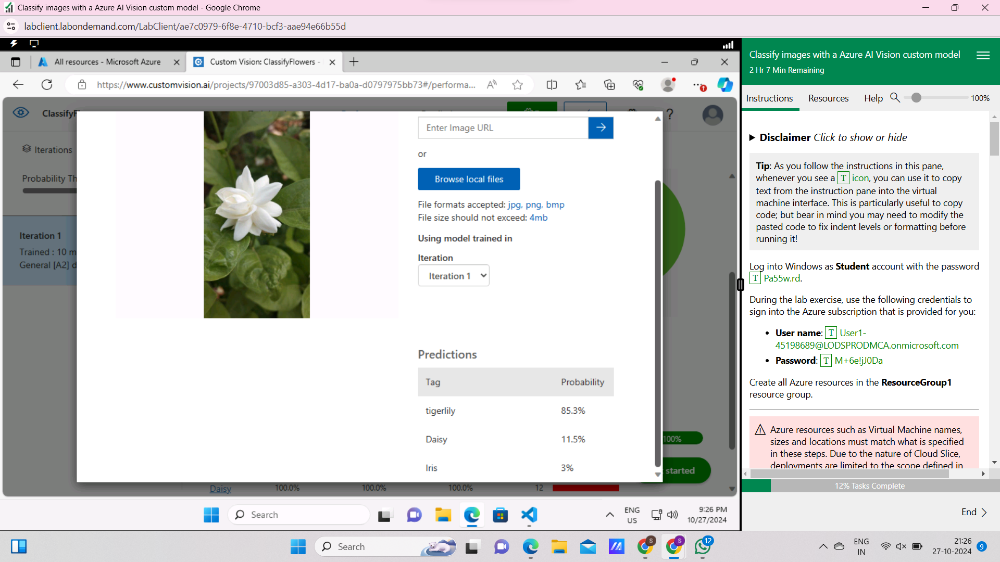 Classify images with a Azure AI Vision custom model - Google Chrome
labclient.labondemand.com/LabClient/ae7c0979-6f8e-4710-bcf3-aae94e66b55d
All resources - Microsoft Azure
Custom Vision: ClassifyFlowers -
https://www.customvision.ai/projects/97003d85-a303-4d17-ba0a-d0797975bb73#/performa...
Iterations
Probability Th
Iteration 1
Trained : 10 m
General [A2] d
Enter Image URL
or
Browse local files
File formats accepted: jpg, png, bmp
File size should not exceed: 4mb
Using model trained in
Iteration
Iteration 1
Predictions
Tag Probability
tigerlily 85.3%
Daisy 11.5%
Iris 3%
100%
started
Daisy 100.0% 100.0% 100.0% 12
Search
ENG
US
9:26 PM
10/27/2024
Classify images with a Azure AI Vision custom model
2 Hr 7 Min Remaining
Instructions Resources Help 100%
Disclaimer Click to show or hide
Tip: As you follow the instructions in this pane,
whenever you see a T icon, you can use it to copy
text from the instruction pane into the virtual
machine interface. This is particularly useful to copy
code; but bear in mind you may need to modify the
pasted code to fix indent levels or formatting before
running it!
Log into Windows as Student account with the password
T Pa55w.rd.
During the lab exercise, use the following credentials to
sign into the Azure subscription that is provided for you:
• User name: T User1-
45198689@LODSPRODMCA.onmicrosoft.com
• Password: T M+6e!jJ0Da
Create all Azure resources in the ResourceGroup1
resource group.
Azure resources such as Virtual Machine names,
sizes and locations must match what is specified
in these steps. Due to the nature of Cloud Slice,
deployments are limited to the scope defined in
12% Tasks Complete
End
Search
S
S
12
ENG
IN
21:26
27-10-2024
9